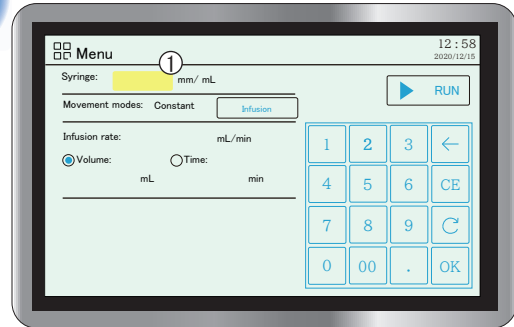 Menu
①
12:58
2020/12/15
Syringe: mm/ mL
RUN
Movement modes: Constant Infusion
Infusion rate: mL/min
Volume: Time:
mL min
1 2 3 ←
4 5 6 CE
7 8 9
0 00 . OK